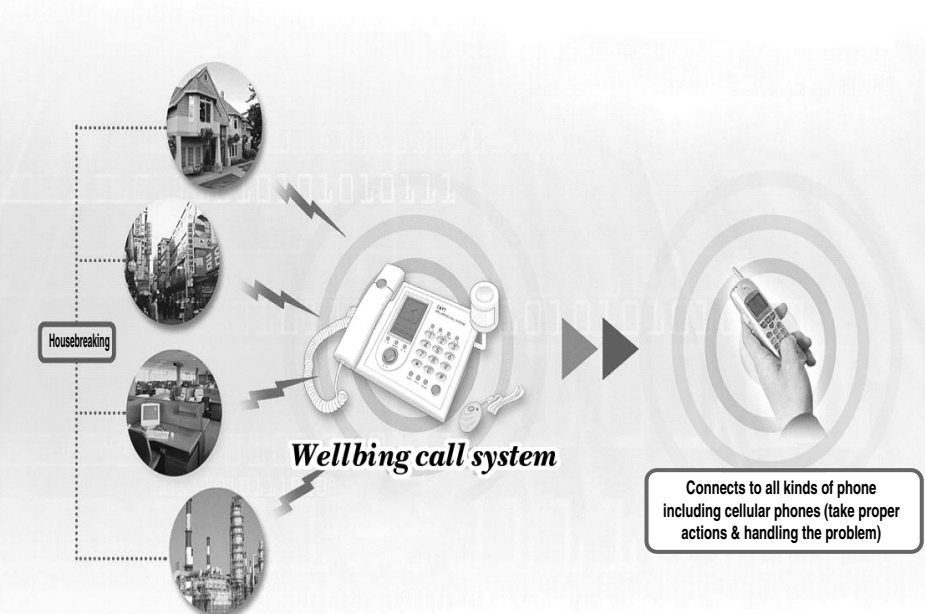 Housebreaking
Wellbing call system
Connects to all kinds of phone
including cellular phones (take proper
actions & handling the problem)